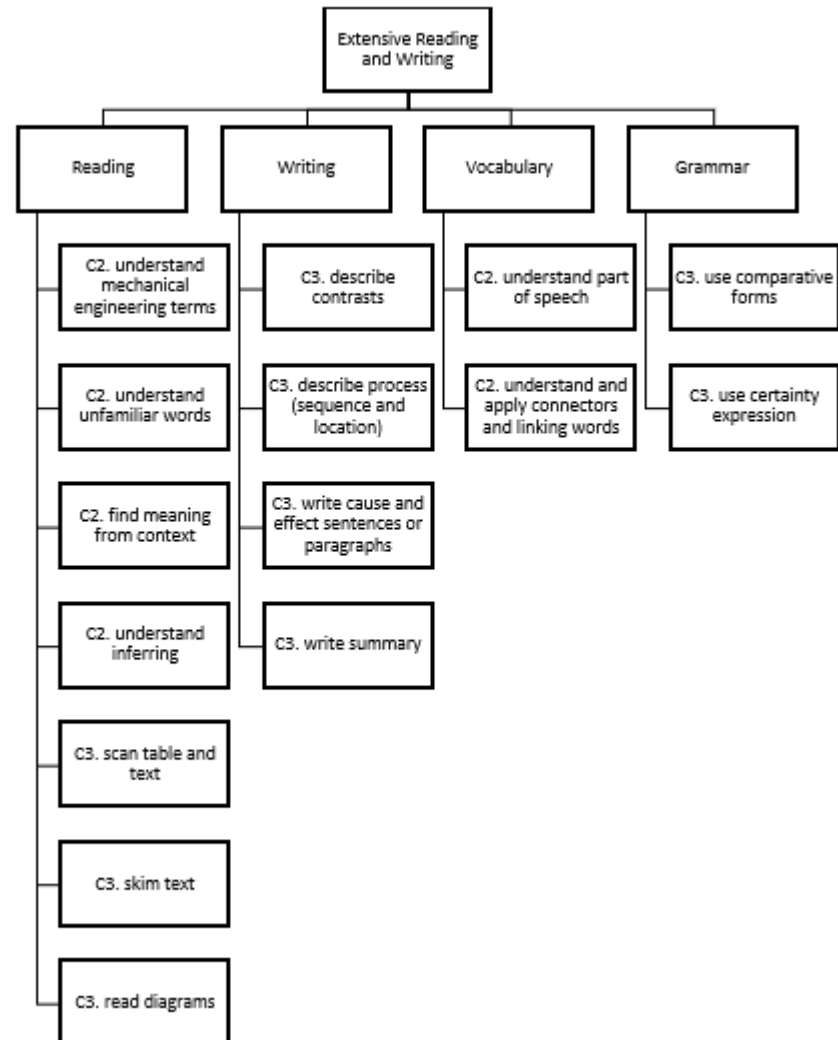 Extensive Reading
and Writing
Reading
Writing
Vocabulary
Grammar
C2. understand
mechanical
engineering terms
C2. understand
unfamiliar words
C2. find meaning
from context
C2. understand
inferring
C3. scan table and
text
C3. skim text
C3. read diagrams
C3. describe
contrasts
C3. describe process
(sequence and
location)
C3. write cause and
effect sentences or
paragraphs
C3. write summary
C2. understand part
of speech
C2. understand and
apply connectors
and linking words
C3. use comparative
forms
C3. use certainty
expression